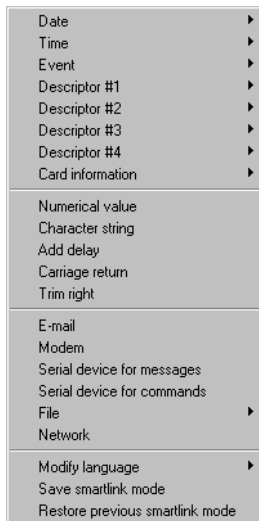 Date
Time
Event
Descriptor #1
Descriptor #2
Descriptor #3
Descriptor #4
Card information
Numerical value
Character string
Add delay
Carriage return
Trim right
E-mail
Modem
Serial device for messages
Serial device for commands
File
Network
Modify language
Save smartlink mode
Restore previous smartlink mode